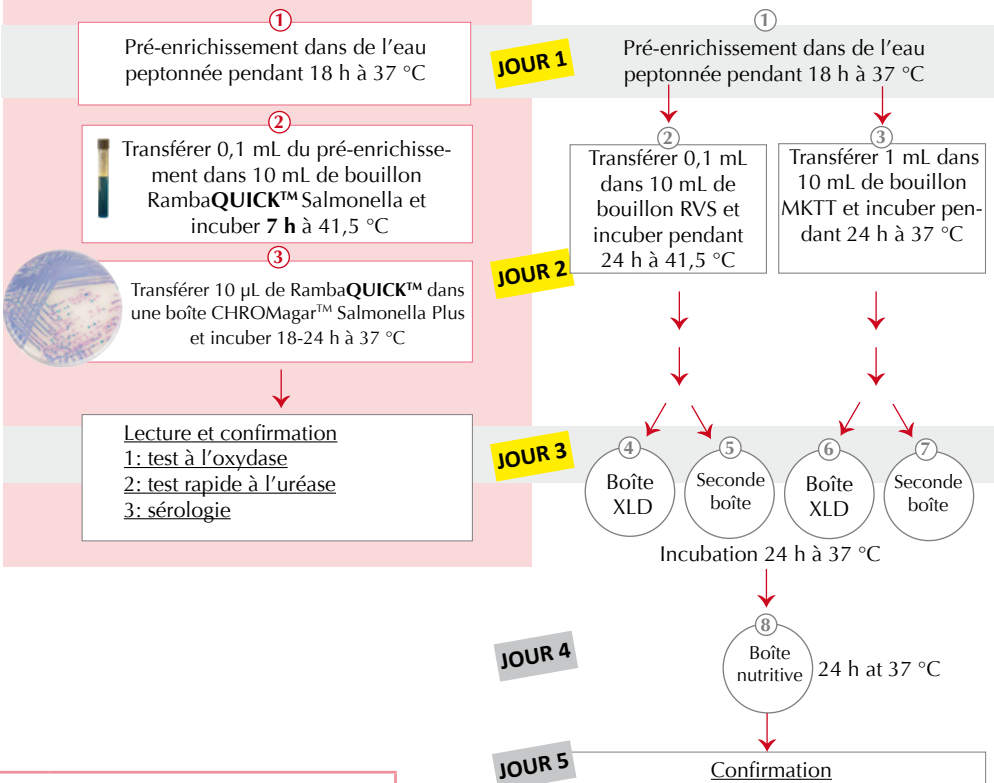 1
Pré-enrichissement dans de l'eau
peptonnée pendant 18 h à 37 °C
2
Transférer 0,1 mL du pré-enrichisse-
ment dans 10 mL de bouillon
RambaQUICK™ Salmonella et
incuber 7 h à 41,5 °C
3
Transférer 10 µL de RambaQUICK™ dans
une boîte CHROMagar™ Salmonella Plus
et incuber 18-24 h à 37 °C
Lecture et confirmation
1: test à l'oxydase
2: test rapide à l'uréase
3: sérologie
JOUR 1
1
Pré-enrichissement dans de l'eau
peptonnée pendant 18 h à 37 °C
JOUR 2
2
Transférer 0,1 mL
dans 10 mL de
bouillon RVS et
incuber pendant
24 h à 41,5 °C
3
Transférer 1 mL dans
10 mL de bouillon
MKTT et incuber pen-
dant 24 h à 37 °C
JOUR 3
4
Boîte
XLD
5
Seconde
boîte
6
Boîte
XLD
7
Seconde
boîte
Incubation 24 h à 37 °C
JOUR 4
8
Boîte
nutritive
24 h at 37 °C
JOUR 5
Confirmation